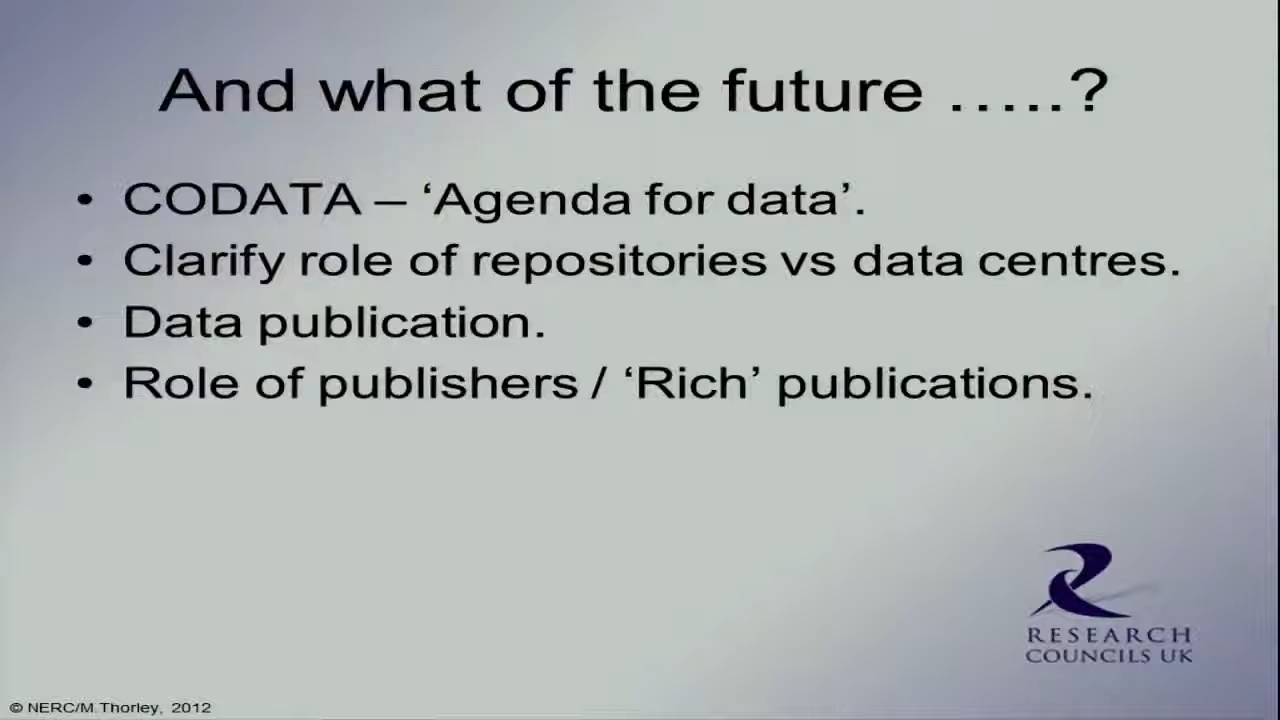 And what of the future .....?
• CODATA – ‘Agenda for data’.
• Clarify role of repositories vs data centres.
• Data publication.
• Role of publishers / ‘Rich’ publications.
RESEARCH
COUNCILS UK
© NERC/M Thorley, 2012